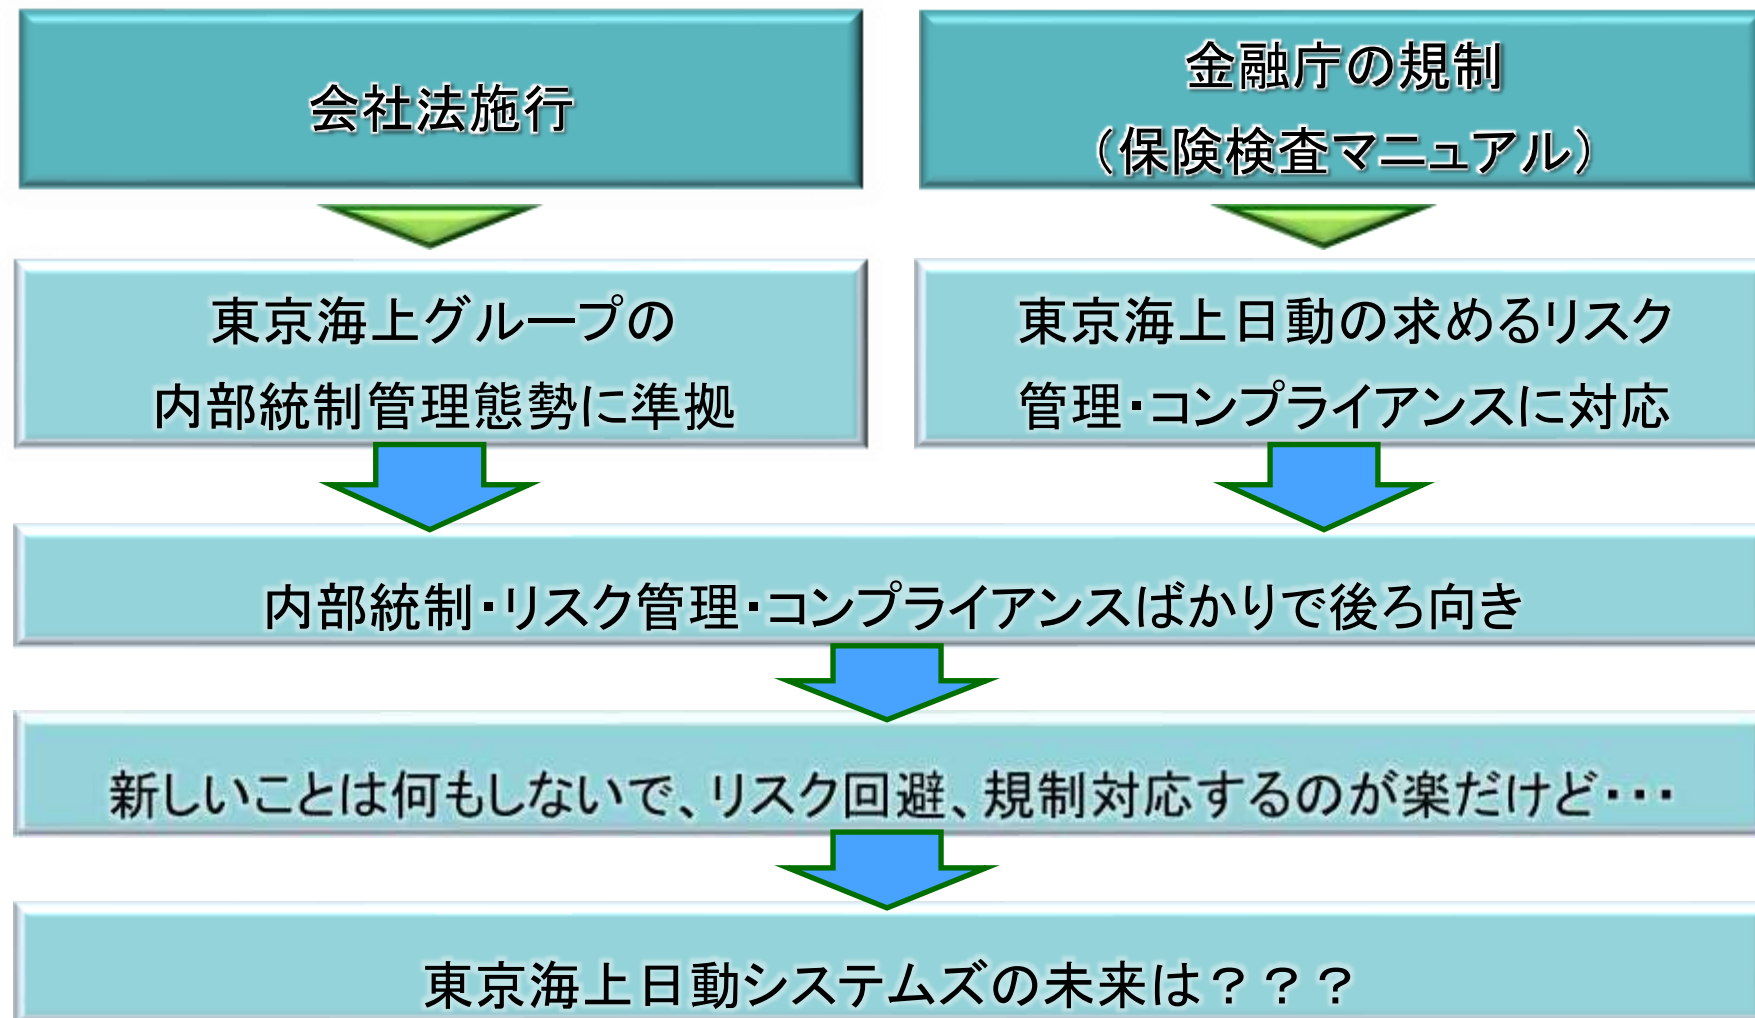 会社法施行
金融庁の規制
（保険検査マニュアル）
東京海上グループの
内部統制管理態勢に準拠
東京海上日動の求めるリスク
管理・コンプライアンスに対応
内部統制・リスク管理・コンプライアンスばかりで後ろ向き
新しいことは何もしないで、リスク回避、規制対応するのが楽だけど・・・
東京海上日動システムズの未来は？？？